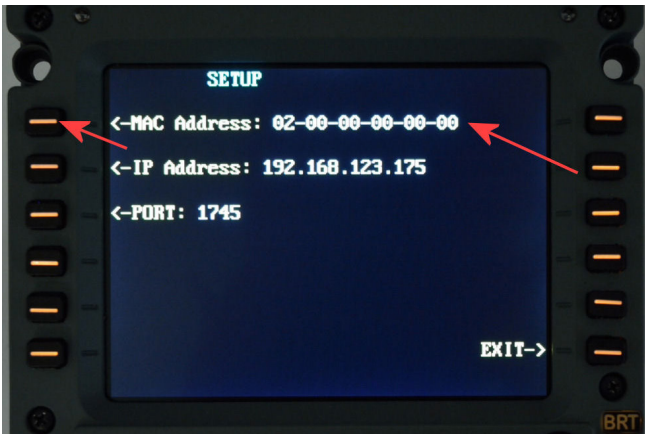 SETUP
<-MAC Address: 02-00-00-00-00-00
<-IP Address: 192.168.123.175
<-PORT: 1745
EXIT->
BRT